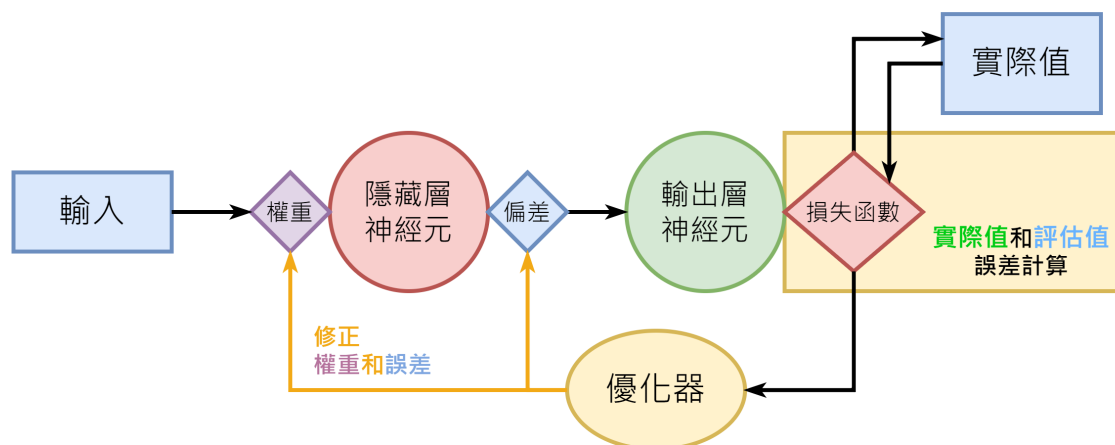 實際值
輸入
權重
隱藏層
神經元
偏差
輸出層
神經元
損失函數
實際值和評估值
誤差計算
修正
權重和誤差
優化器